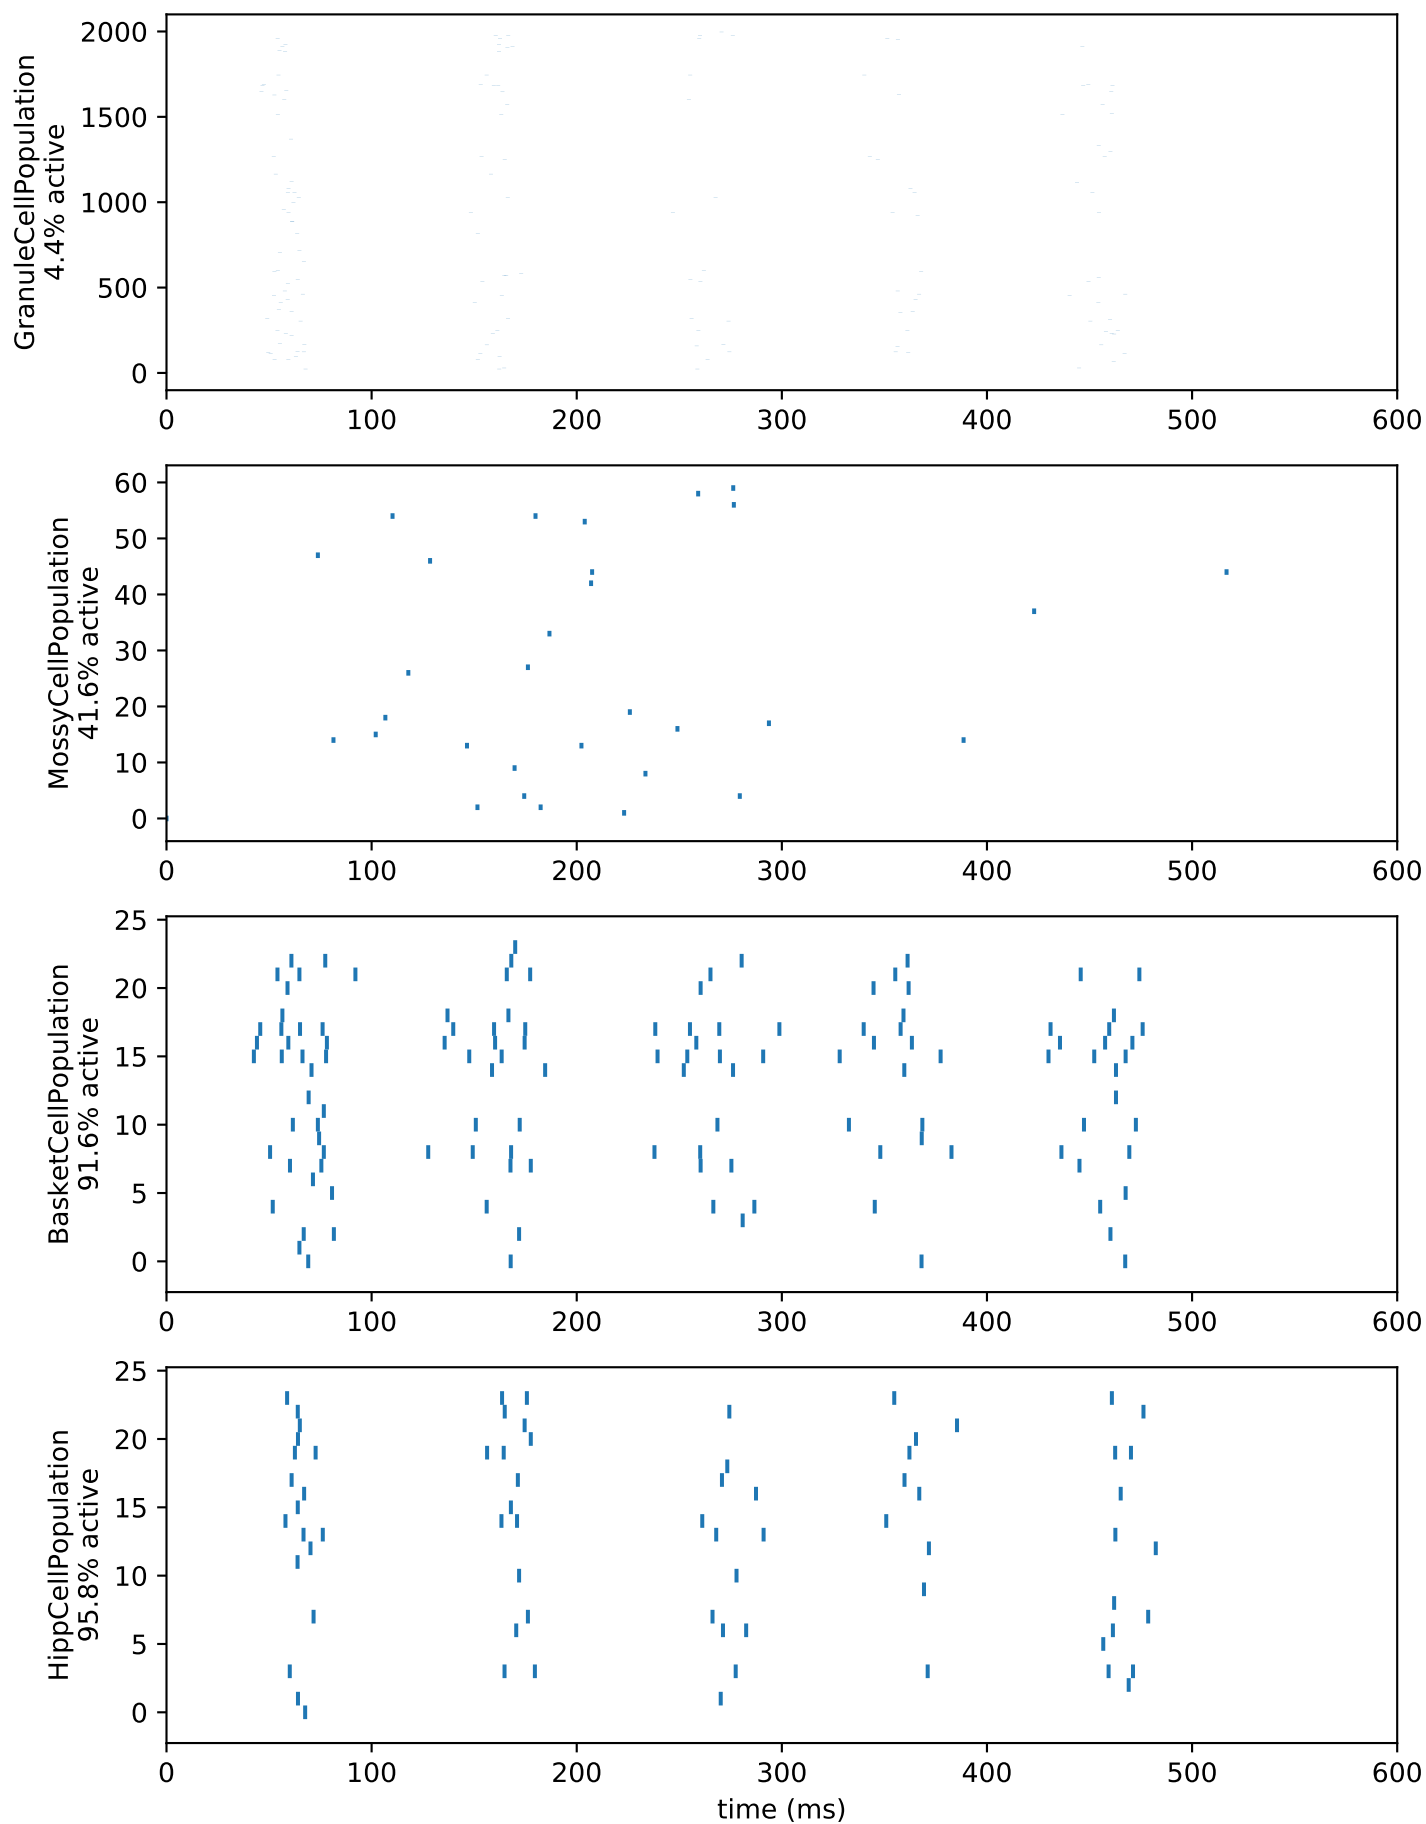 GranuleCellPopulation
4.4% active
2000
1500
1000
500
0
0 100 200 300 400 500 600
MossyCellPopulation
41.6% active
60
50
40
30
20
10
0
0 100 200 300 400 500 600
BasketCellPopulation
91.6% active
25
20
15
10
5
0
0 100 200 300 400 500 600
HippCellPopulation
95.8% active
25
20
15
10
5
0
0 100 200 300 400 500 600
time (ms)